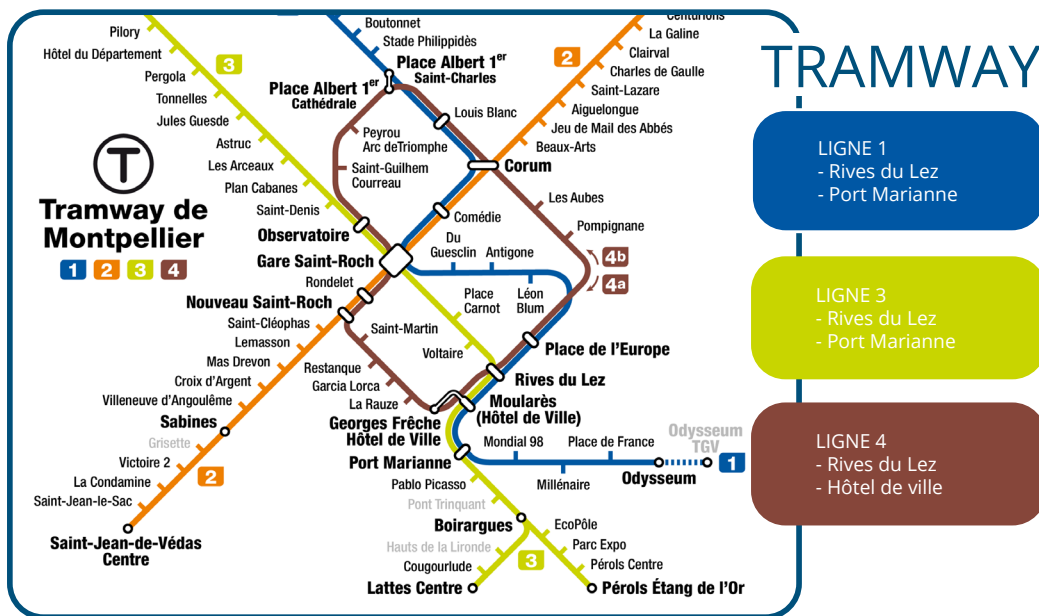 Boutonnet
Stade Philippidès
Place Albert 1er
Saint-Charles
Place Albert 1er
Cathédrale
Louis Blanc
Peyrou
Arc deTriomphe
Saint-Guilhem
Courreau
Corum
Comédie
Centurions
La Galine
Clairval
Charles de Gaulle
Saint-Lazare
Aiguelongue
Jeu de Mail des Abbés
Beaux-Arts
2
Pilory
Hôtel du Département
3
Pergola
Tonnelles
Jules Guesde
Astruc
Les Arceaux
Plan Cabanes
Saint-Denis
Observatoire
Gare Saint-Roch
T
Tramway de
Montpellier
1 2 3 4
Les Aubes
Pompignane
4b
4a
Du
Guesclin
Antigone
Léon
Blum
Place
Carnot
Voltaire
Place de l'Europe
Rives du Lez
Moularès
(Hôtel de Ville)
Rondelet
Nouveau Saint-Roch
Saint-Cléophas
Lemasson
Mas Drevon
Croix d'Argent
Villeneuve d'Angoulême
Sabines
Grisette
Victoire 2
La Condamine
Saint-Jean-le-Sac
2
Saint-Jean-de-Védas
Centre
Saint-Martin
Restanque
Garcia Lorca
La Rauze
Georges Frêche
Hôtel de Ville
Port Marianne
Mondial 98
Place de France
Millénaire
Odysseum
Odysseum
TGV
1
Pablo Picasso
Pont Trinquant
Boirargues
Hauts de la Lironde
Cougourlude
Lattes Centre
3
EcoPôle
Parc Expo
Pérols Centre
Pérols Étang de l'Or
TRAMWAY
LIGNE 1
- Rives du Lez
- Port Marianne
LIGNE 3
- Rives du Lez
- Port Marianne
LIGNE 4
- Rives du Lez
- Hôtel de ville